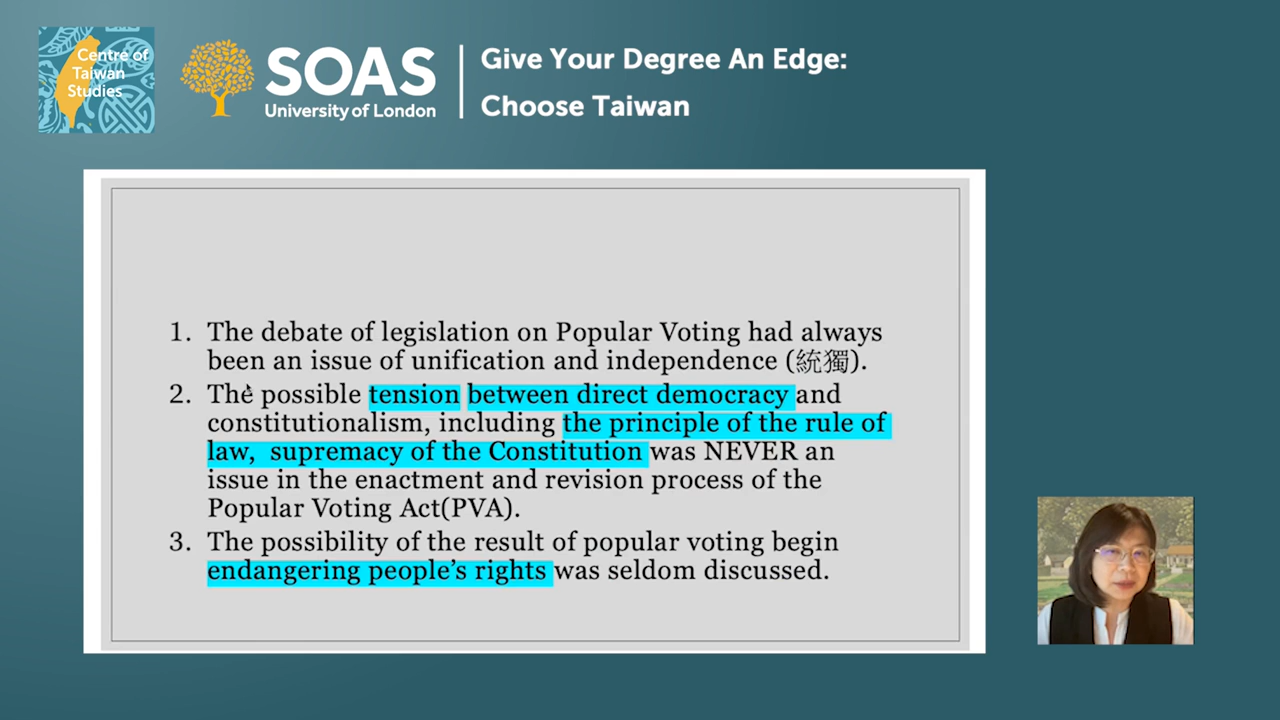 Centre of
Taiwan
Studies
SOAS
University of London
Give Your Degree An Edge:
Choose Taiwan
1. The debate of legislation on Popular Voting had always
been an issue of unification and independence (統獨).
2. The possible tension between direct democracy and
constitutionalism, including the principle of the rule of
law, supremacy of the Constitution was NEVER an
issue in the enactment and revision process of the
Popular Voting Act(PVA).
3. The possibility of the result of popular voting begin
endangering people’s rights was seldom discussed.